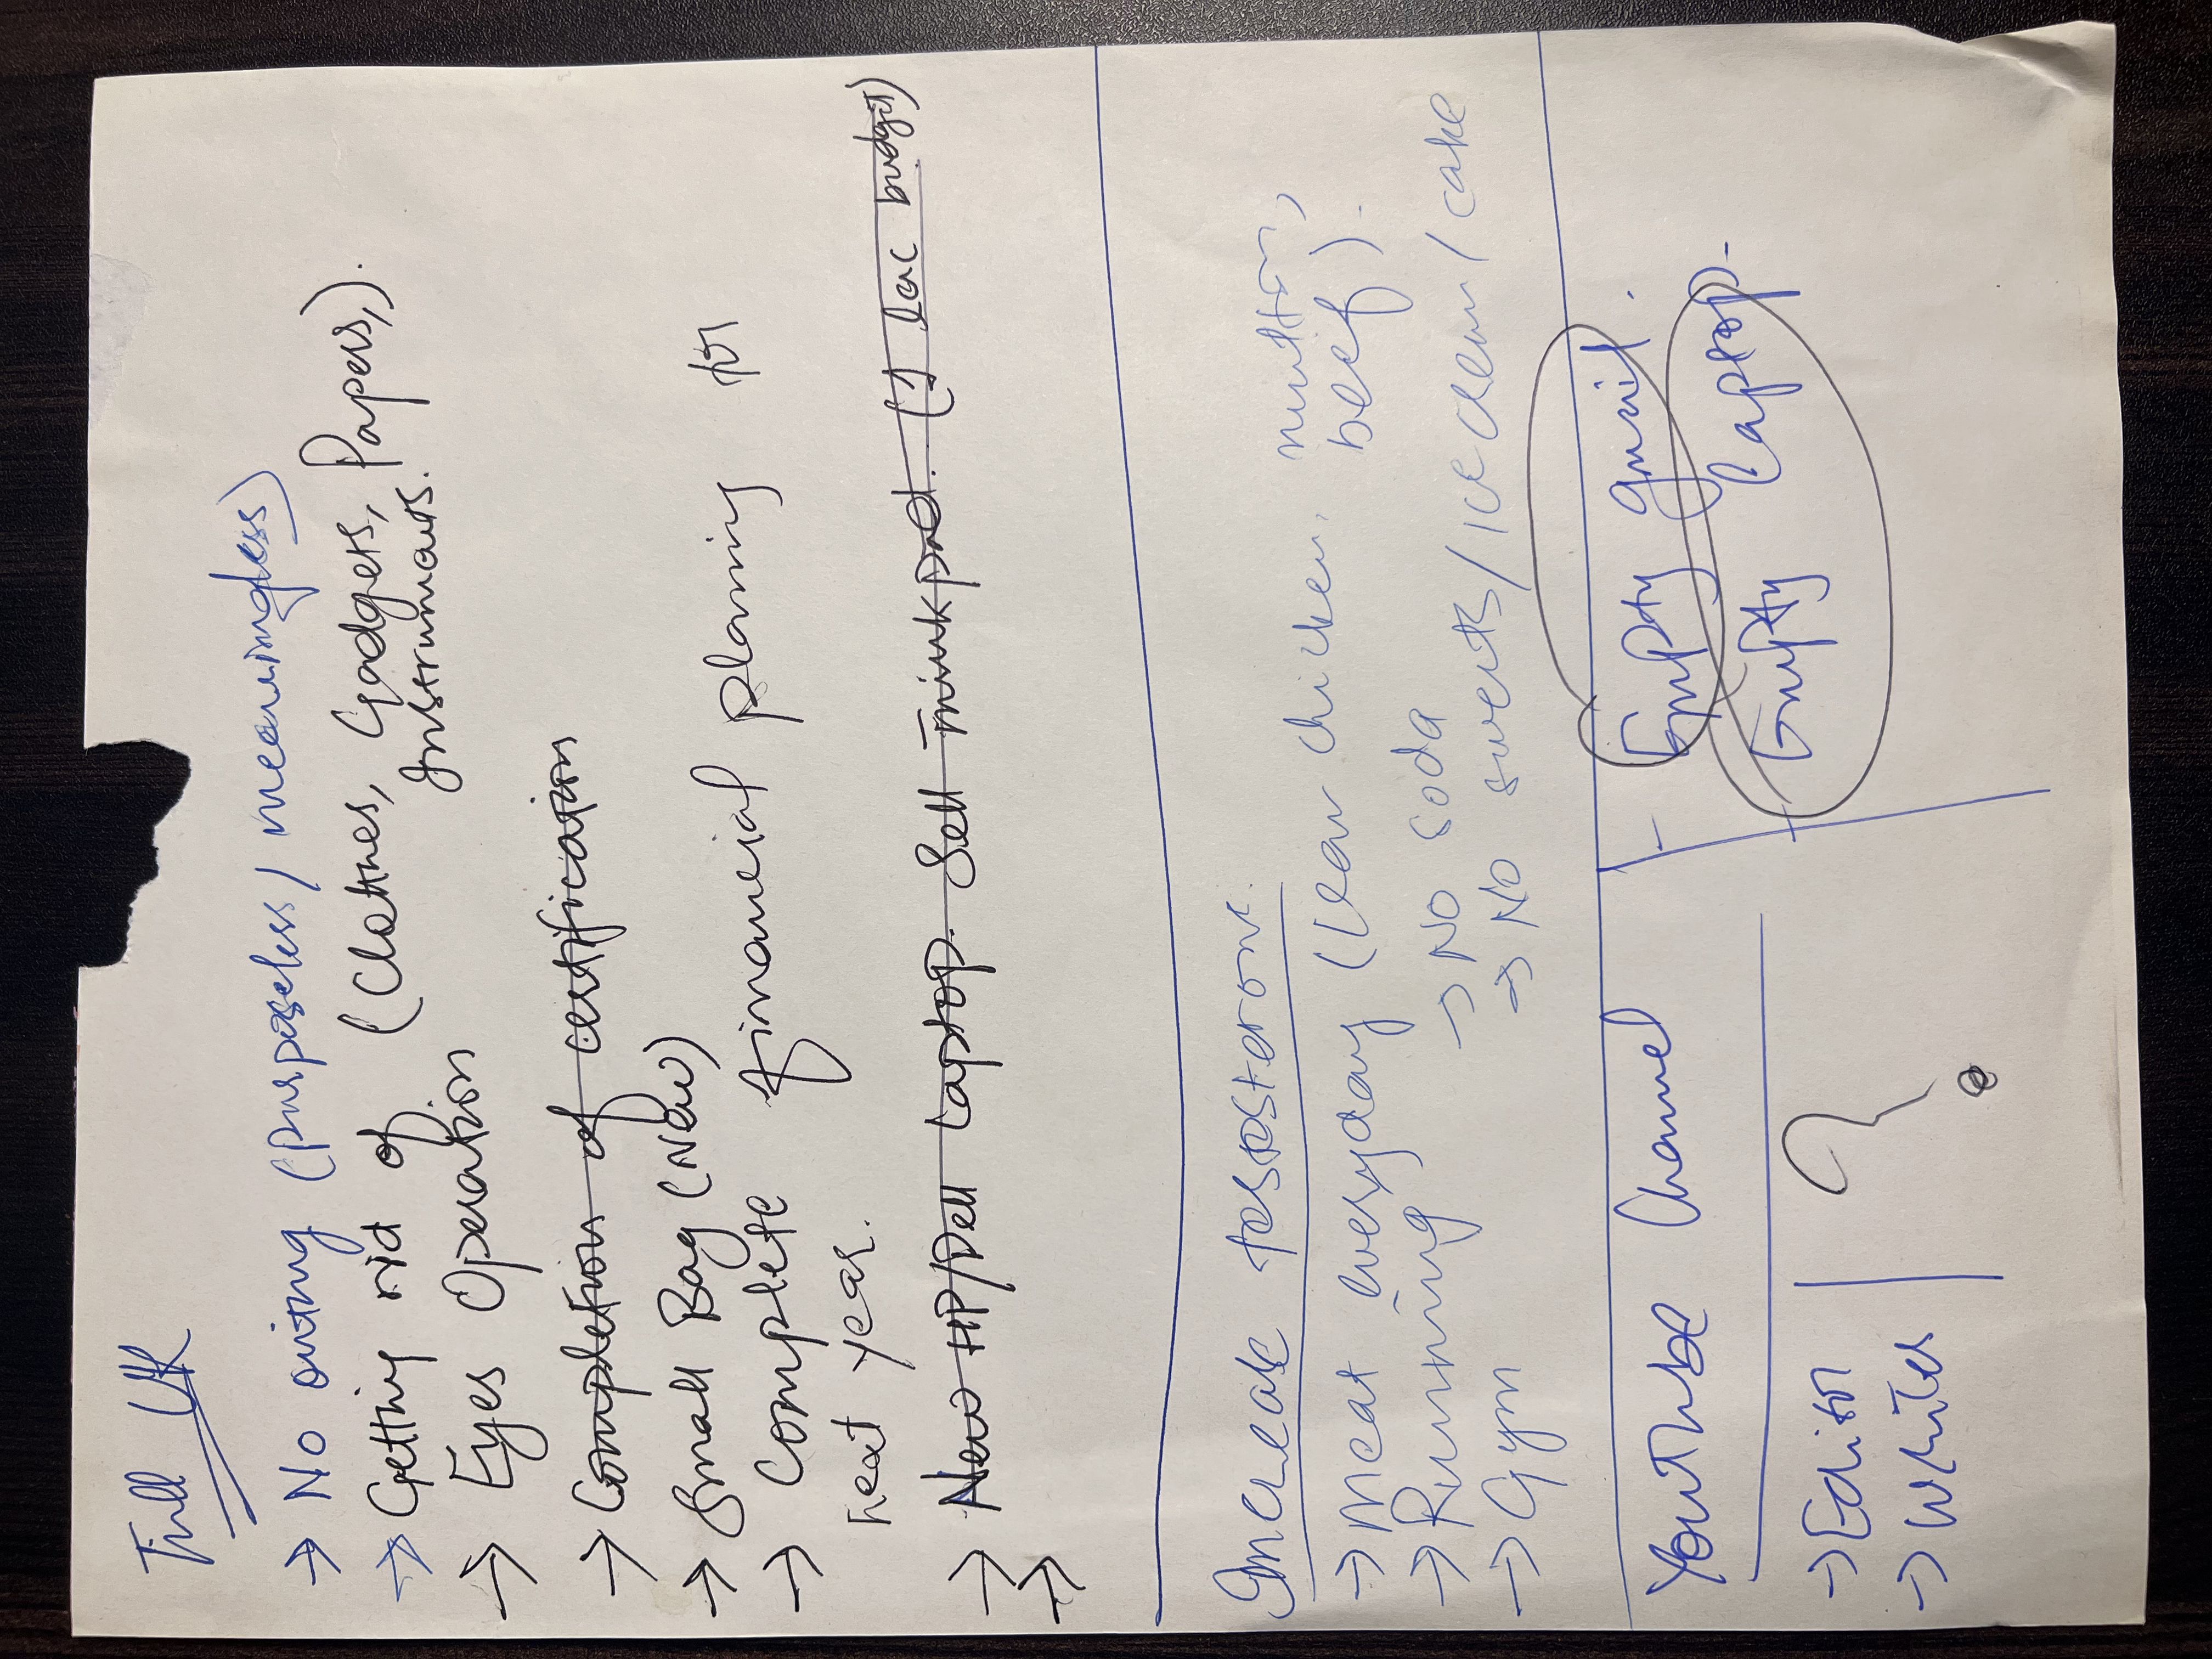 Till UK
→ No outing (purposeless / meaningless)
→ Getting rid of (Clothes, Gadgets, Papers,
Instruments.).
→ Eyes Operation
→ Completion of certification
→ Small Bag (New)
→ Complete financial planning for
next year.
→ New HP/Dell Laptop. Sell Thinkpad. (1 lac budget)
→
Increase testosterone.
→ Meat everyday (Lean chicken, mutton,
beef).
→ Running → No soda
→ Gym → No sweets / ice cream / cake
YouTube Channel
- Empty gmail.
Empty Laptop.
→ Editor
→ Writer
?